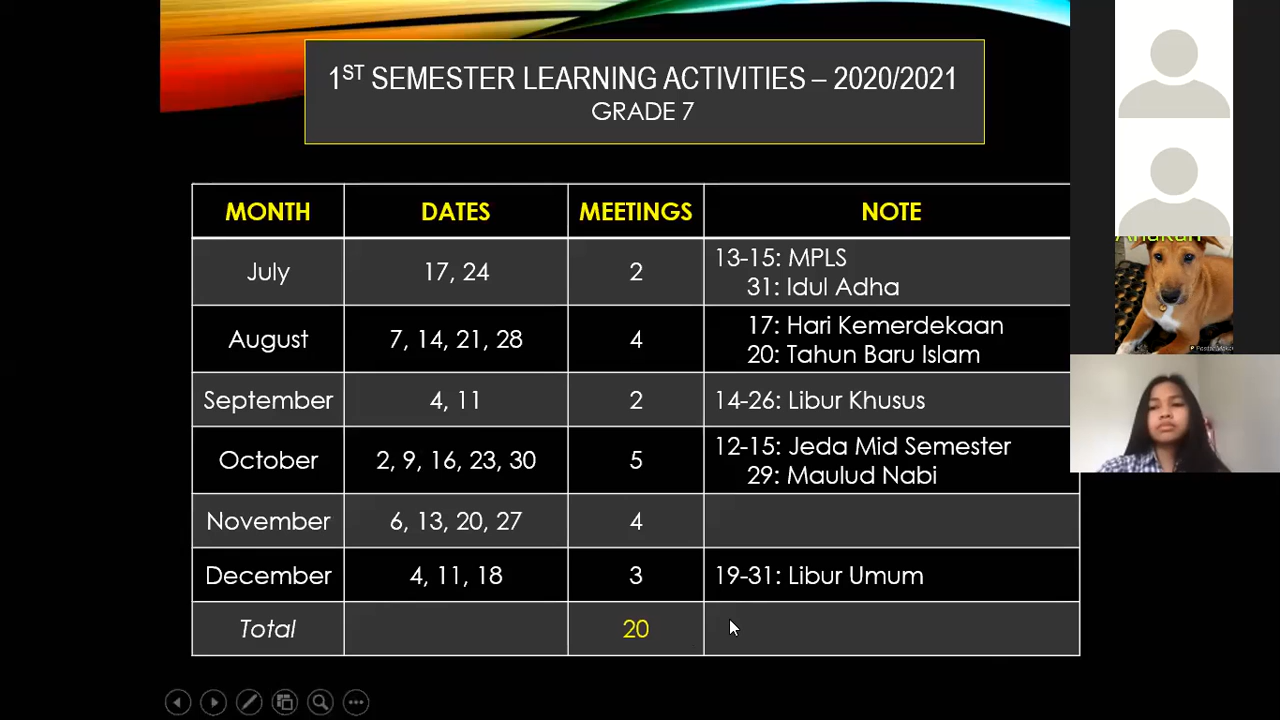 1ST SEMESTER LEARNING ACTIVITIES – 2020/2021
GRADE 7
MONTH DATES MEETINGS NOTE
July 17, 24 2 13-15: MPLS
31: Idul Adha
August 7, 14, 21, 28 4 17: Hari Kemerdekaan
20: Tahun Baru Islam
September 4, 11 2 14-26: Libur Khusus
October 2, 9, 16, 23, 30 5 12-15: Jeda Mid Semester
29: Maulud Nabi
November 6, 13, 20, 27 4
December 4, 11, 18 3 19-31: Libur Umum
Total 20